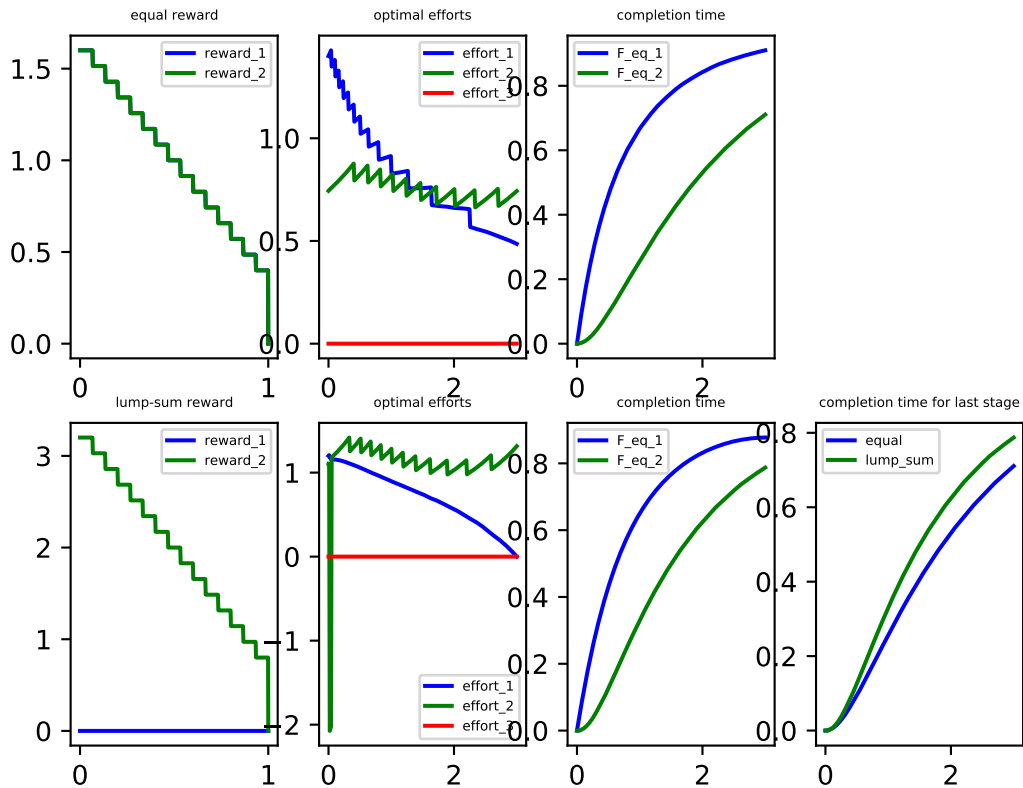 equal reward
optimal efforts
completion time
reward_1
reward_2
effort_1
effort_2
effort_3
F_eq_1
F_eq_2
1.5
1.0
0.5
0.0
0
1
1.0
0.5
0.0
0
2
0.8
0.6
0.4
0.2
0.0
0
2
lump-sum reward
optimal efforts
completion time
completion time for last stage
reward_1
reward_2
effort_1
effort_2
effort_3
F_eq_1
F_eq_2
equal
lump_sum
3
2
1
0
0
1
1
0
−1
−2
0
2
0.8
0.6
0.4
0.2
0.0
0
2
0.8
0.6
0.4
0.2
0.0
0
2